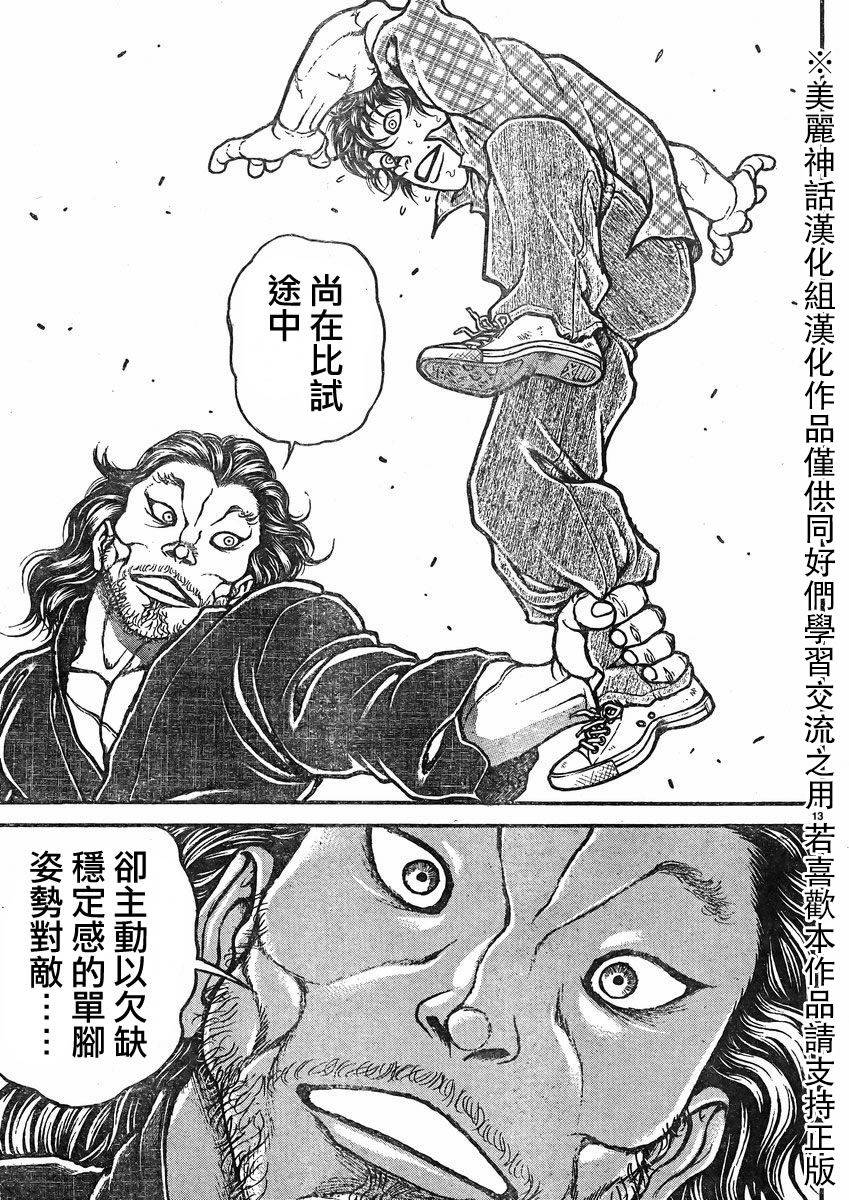 ※美麗神話漢化組漢化作品僅供同好們學習交流之用若喜歡本作品請支持正版
13
尚在比試
途中
卻主動以欠缺
穩定感的單腳
姿勢對敵……